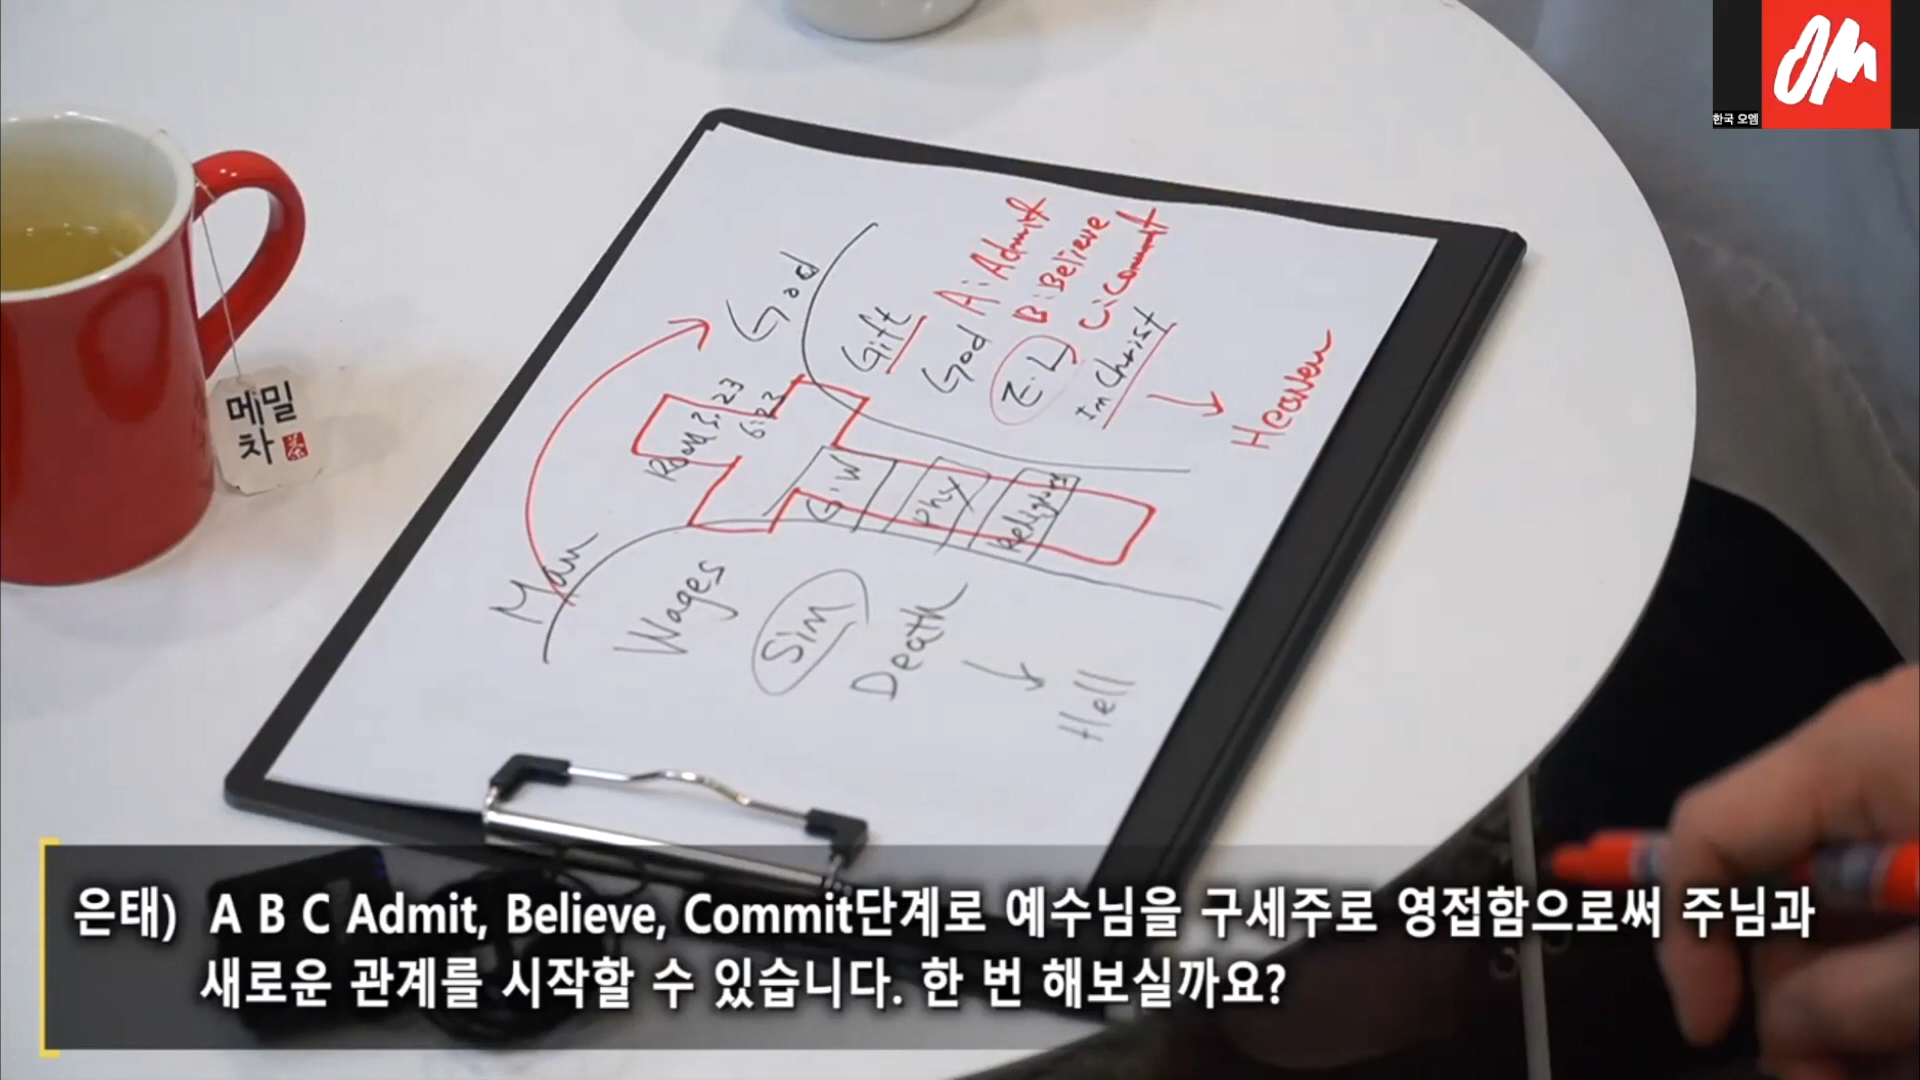 OM
한국 오엠
메밀
차
茶
God
Man
Rom 3:23
6:23
Gift
God
A: Admit
B: Believe
C: Commit
In Christ
Heaven
G.W
Phy
Religion
Wages
Sin
Death
Hell
은태) A B C Admit, Believe, Commit단계로 예수님을 구세주로 영접함으로써 주님과
새로운 관계를 시작할 수 있습니다. 한 번 해보실까요?